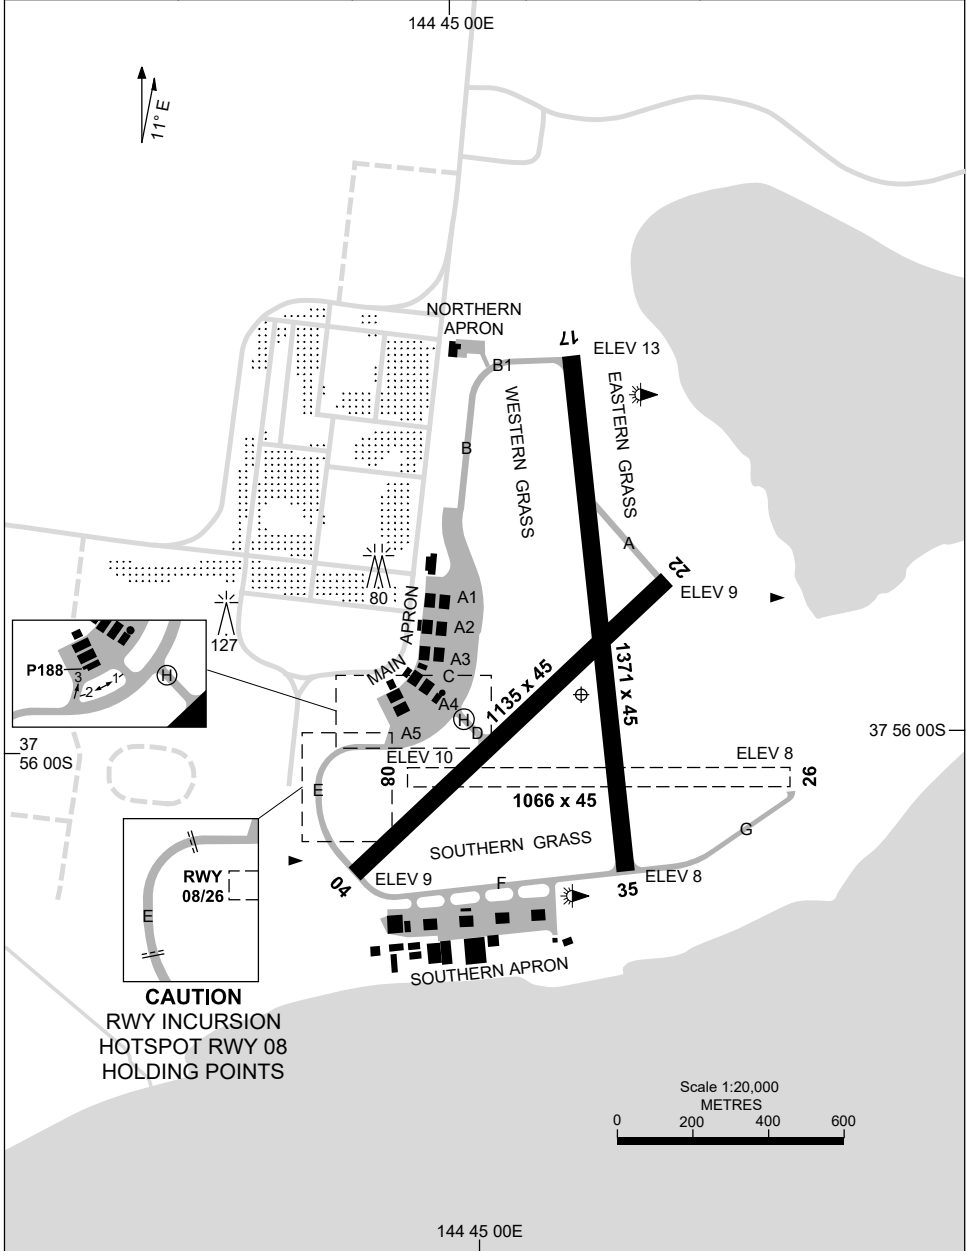 144 45 00E
11° E
NORTHERN
APRON
17
ELEV 13
B1
WESTERN GRASS
EASTERN GRASS
B
A
22
ELEV 9
80
127
A1
A2
A3
C
A4
A5
MAIN APRON
H
D
1135 x 45
1371 x 45
P188
3
2
1
H
37
56 00S
37 56 00S
ELEV 10
ELEV 8
08
26
1066 x 45
E
SOUTHERN GRASS
G
04
ELEV 9
F
ELEV 8
35
RWY
08/26
E
SOUTHERN APRON
CAUTION
RWY INCURSION
HOTSPOT RWY 08
HOLDING POINTS
Scale 1:20,000
METRES
0 200 400 600
144 45 00E